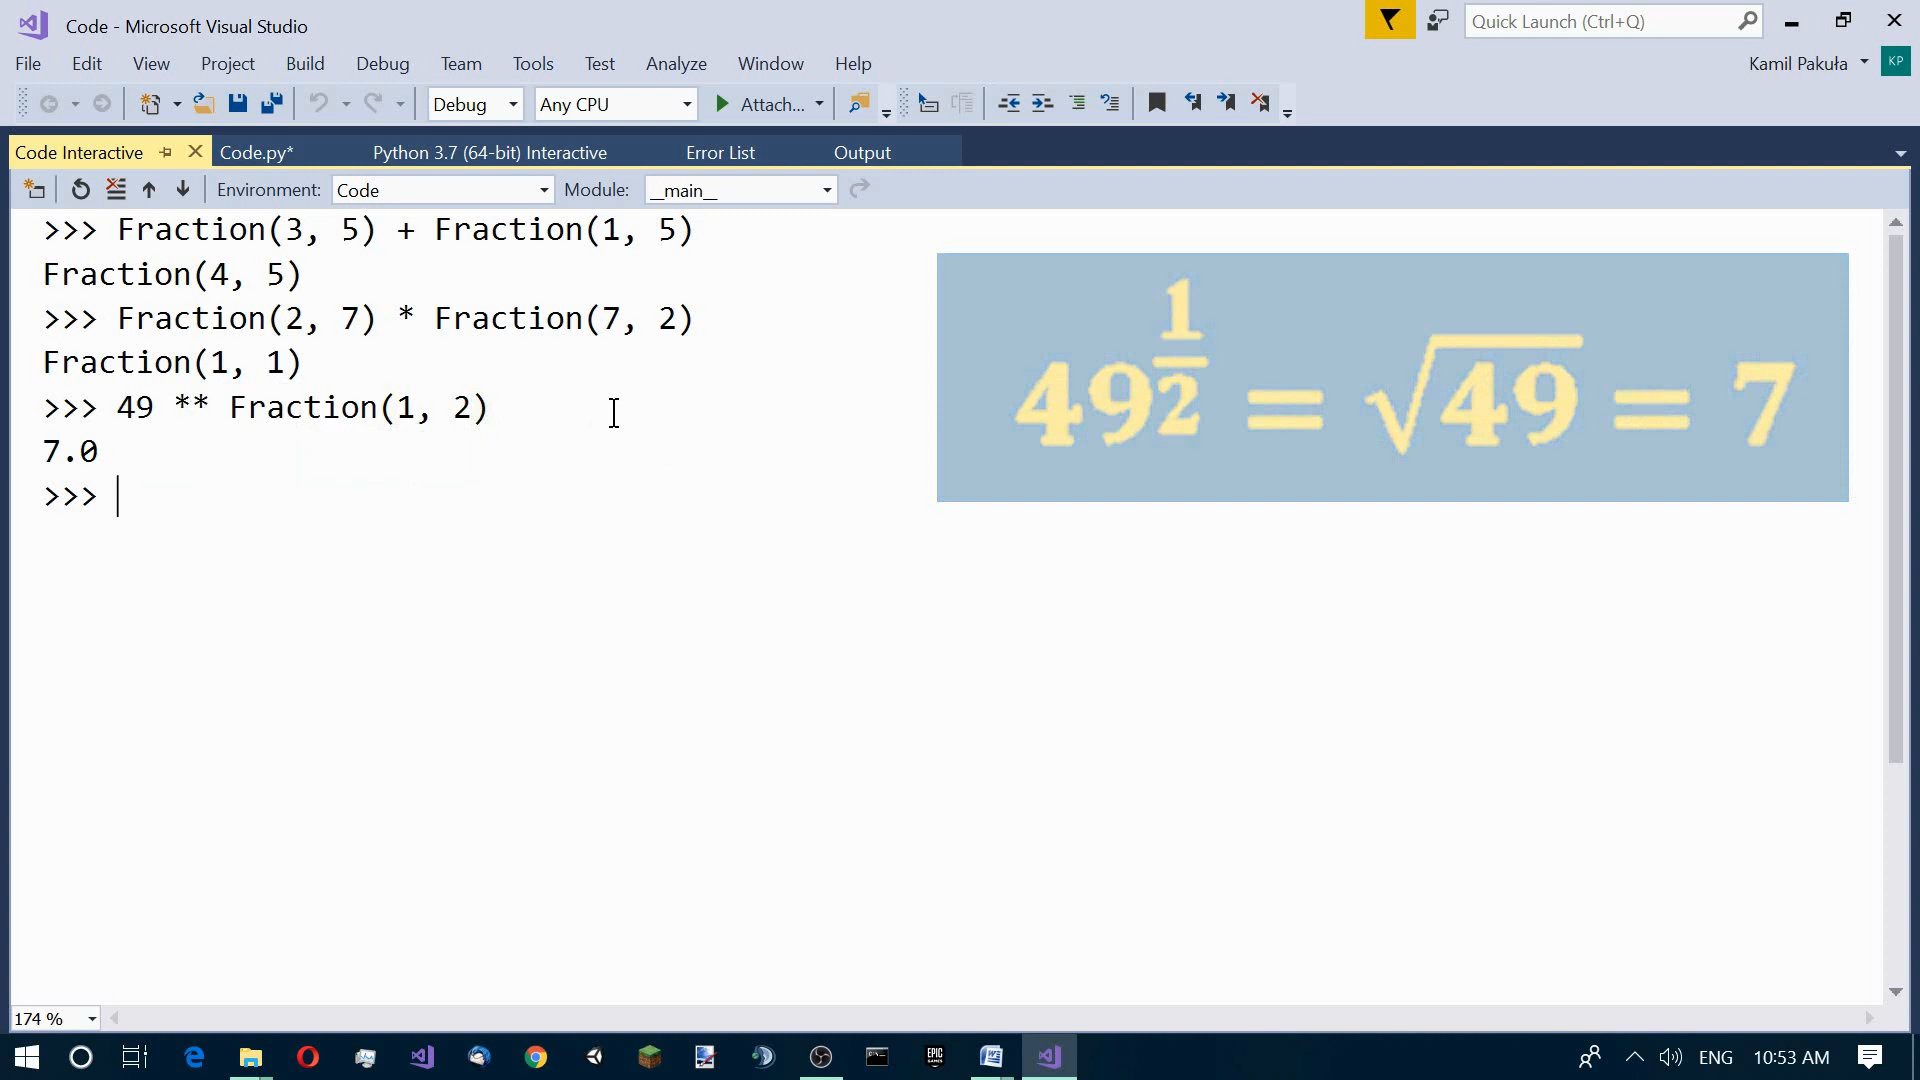 Code - Microsoft Visual Studio
Quick Launch (Ctrl+Q)
File Edit View Project Build Debug Team Tools Test Analyze Window Help
Kamil Pakuła KP
Debug Any CPU Attach...
Code Interactive Code.py* Python 3.7 (64-bit) Interactive Error List Output
Environment: Code Module: __main__
>>> Fraction(3, 5) + Fraction(1, 5)
Fraction(4, 5)
>>> Fraction(2, 7) * Fraction(7, 2)
Fraction(1, 1)
>>> 49 ** Fraction(1, 2)
7.0
>>>
49^(1/2) = √49 = 7
174 %
EPIC GAMES
ENG 10:53 AM